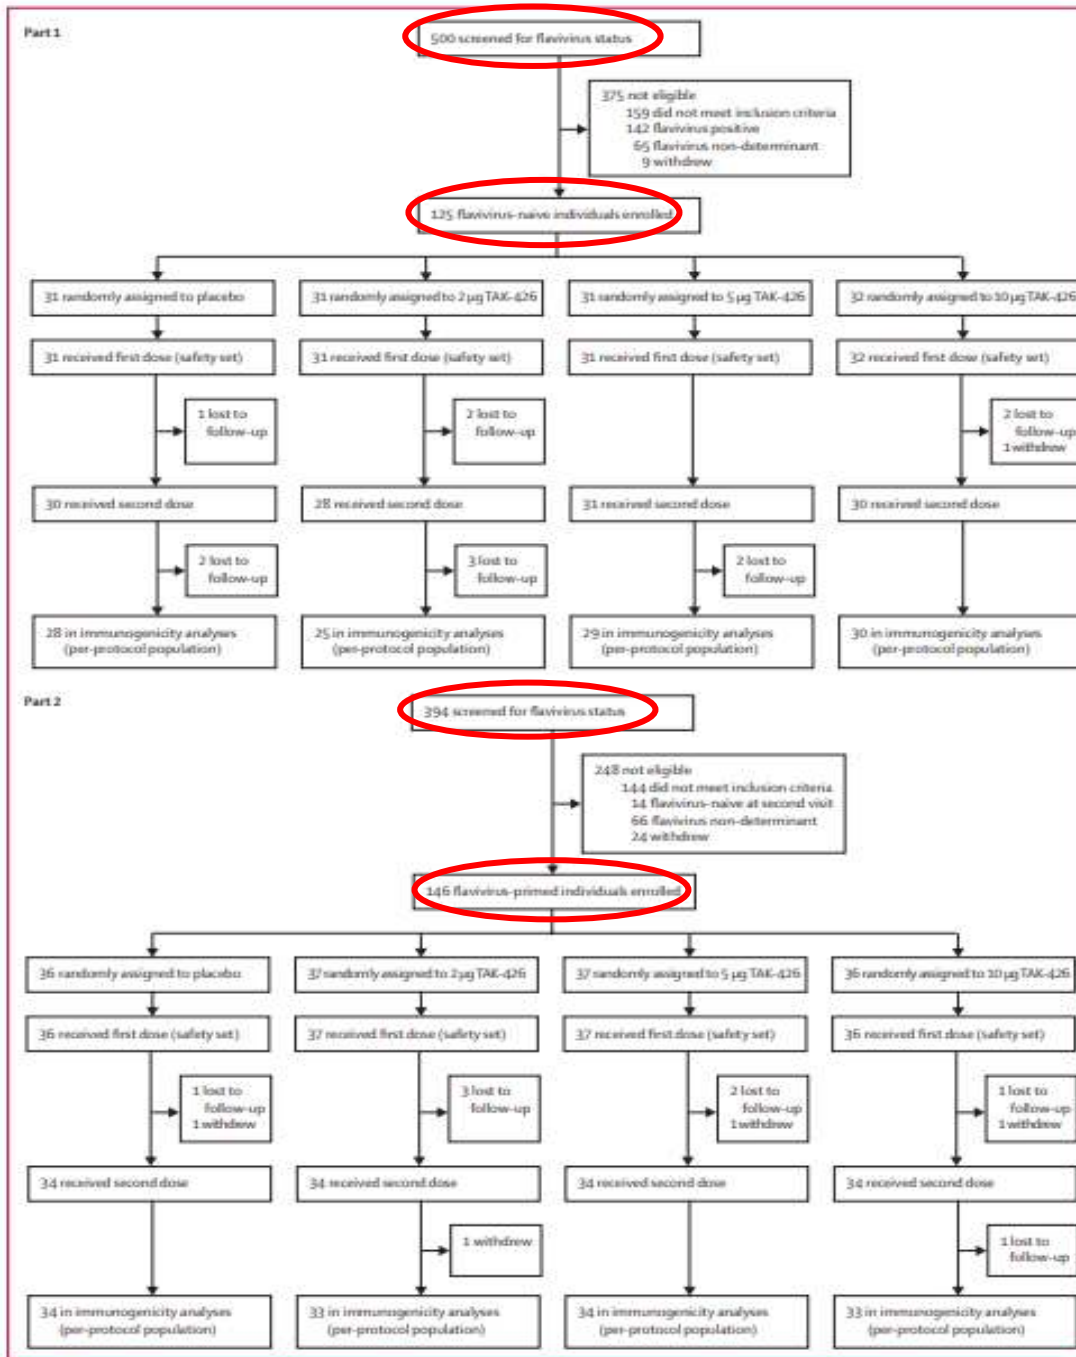 Part 1
500 screened for flavivirus status
375 not eligible
159 did not meet inclusion criteria
142 flavivirus positive
65 flavivirus non-determinant
9 withdrew
125 flavivirus-naive individuals enrolled
31 randomly assigned to placebo
31 randomly assigned to 2 µg TAK-426
31 randomly assigned to 5 µg TAK-426
32 randomly assigned to 10 µg TAK-426
31 received first dose (safety set)
31 received first dose (safety set)
31 received first dose (safety set)
32 received first dose (safety set)
1 lost to
follow-up
2 lost to
follow-up
2 lost to
follow-up
1 withdrew
30 received second dose
28 received second dose
31 received second dose
30 received second dose
2 lost to
follow-up
3 lost to
follow-up
2 lost to
follow-up
28 in immunogenicity analyses
(per-protocol population)
25 in immunogenicity analyses
(per-protocol population)
29 in immunogenicity analyses
(per-protocol population)
30 in immunogenicity analyses
(per-protocol population)
Part 2
394 screened for flavivirus status
248 not eligible
144 did not meet inclusion criteria
14 flavivirus-naive at second visit
66 flavivirus non-determinant
24 withdrew
146 flavivirus-primed individuals enrolled
36 randomly assigned to placebo
37 randomly assigned to 2 µg TAK-426
37 randomly assigned to 5 µg TAK-426
36 randomly assigned to 10 µg TAK-426
36 received first dose (safety set)
37 received first dose (safety set)
37 received first dose (safety set)
36 received first dose (safety set)
1 lost to
follow-up
1 withdrew
3 lost to
follow-up
2 lost to
follow-up
1 withdrew
1 lost to
follow-up
1 withdrew
34 received second dose
34 received second dose
34 received second dose
34 received second dose
1 withdrew
1 lost to
follow-up
34 in immunogenicity analyses
(per-protocol population)
33 in immunogenicity analyses
(per-protocol population)
34 in immunogenicity analyses
(per-protocol population)
33 in immunogenicity analyses
(per-protocol population)